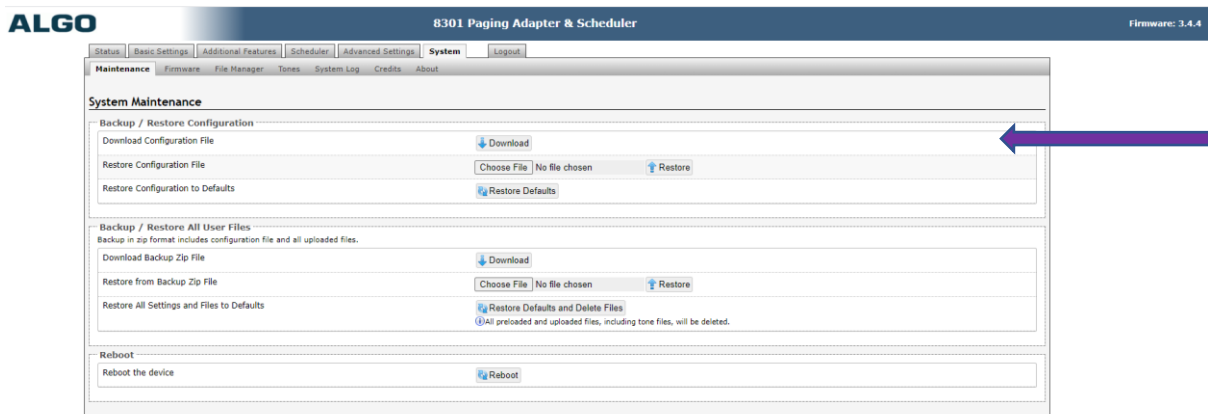 ALGO
8301 Paging Adapter & Scheduler
Firmware: 3.4.4
Status Basic Settings Additional Features Scheduler Advanced Settings System Logout
Maintenance Firmware File Manager Tones System Log Credits About
System Maintenance
Backup / Restore Configuration
Download Configuration File Download
Restore Configuration File Choose File No file chosen Restore
Restore Configuration to Defaults Restore Defaults
Backup / Restore All User Files
Backup in zip format includes configuration file and all uploaded files.
Download Backup Zip File Download
Restore from Backup Zip File Choose File No file chosen Restore
Restore All Settings and Files to Defaults Restore Defaults and Delete Files
All preloaded and uploaded files, including tone files, will be deleted.
Reboot
Reboot the device Reboot